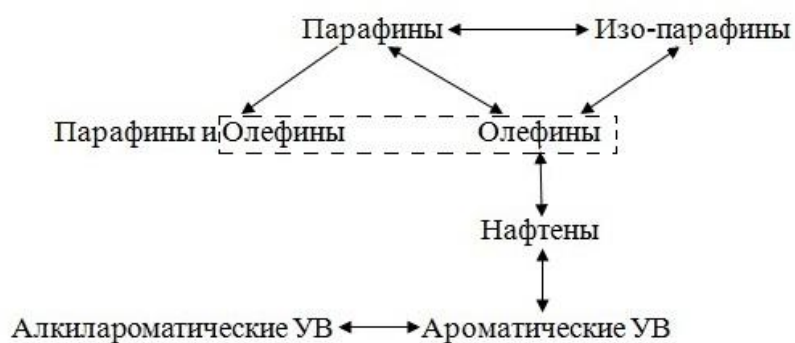 Парафины Изо-парафины
Парафины и Олефины Олефины
Нафтены
Алкилароматические УВ Ароматические УВ